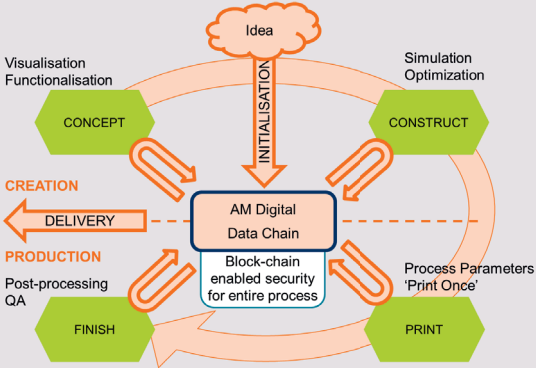 Idea
Visualisation
Functionalisation
Simulation
Optimization
CONCEPT
INITIALISATION
CONSTRUCT
CREATION
DELIVERY
PRODUCTION
AM Digital
Data Chain
Block-chain
enabled security
for entire process
Post-processing
QA
Process Parameters
‘Print Once’
FINISH
PRINT